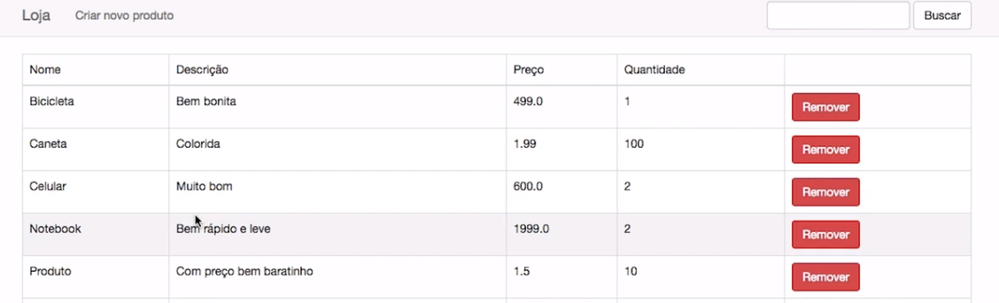 Loja Criar novo produto Buscar
Nome Descrição Preço Quantidade
Bicicleta Bem bonita 499.0 1 Remover
Caneta Colorida 1.99 100 Remover
Celular Muito bom 600.0 2 Remover
Notebook Bem rápido e leve 1999.0 2 Remover
Produto Com preço bem baratinho 1.5 10 Remover